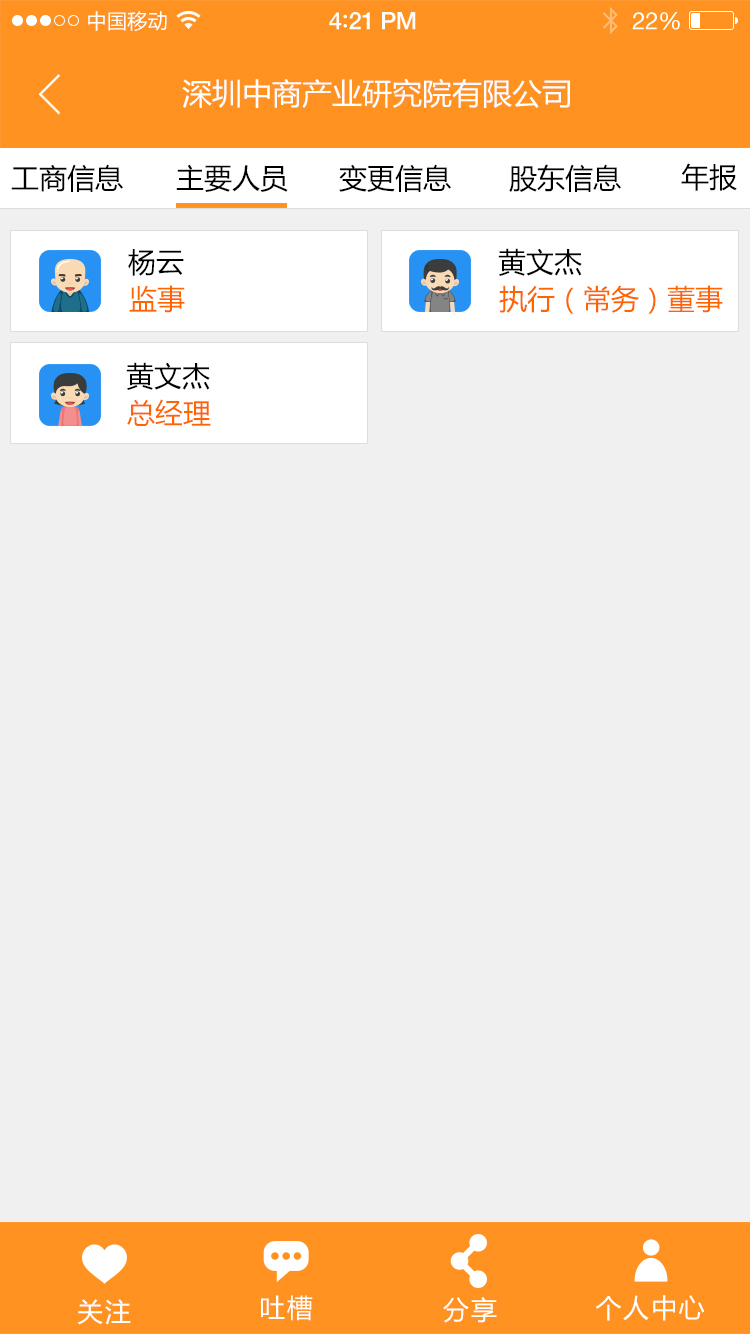 中国移动 4:21 PM 22%
深圳中商产业研究院有限公司
工商信息 主要人员 变更信息 股东信息 年报
杨云
监事
黄文杰
执行（常务）董事
黄文杰
总经理
关注 吐槽 分享 个人中心